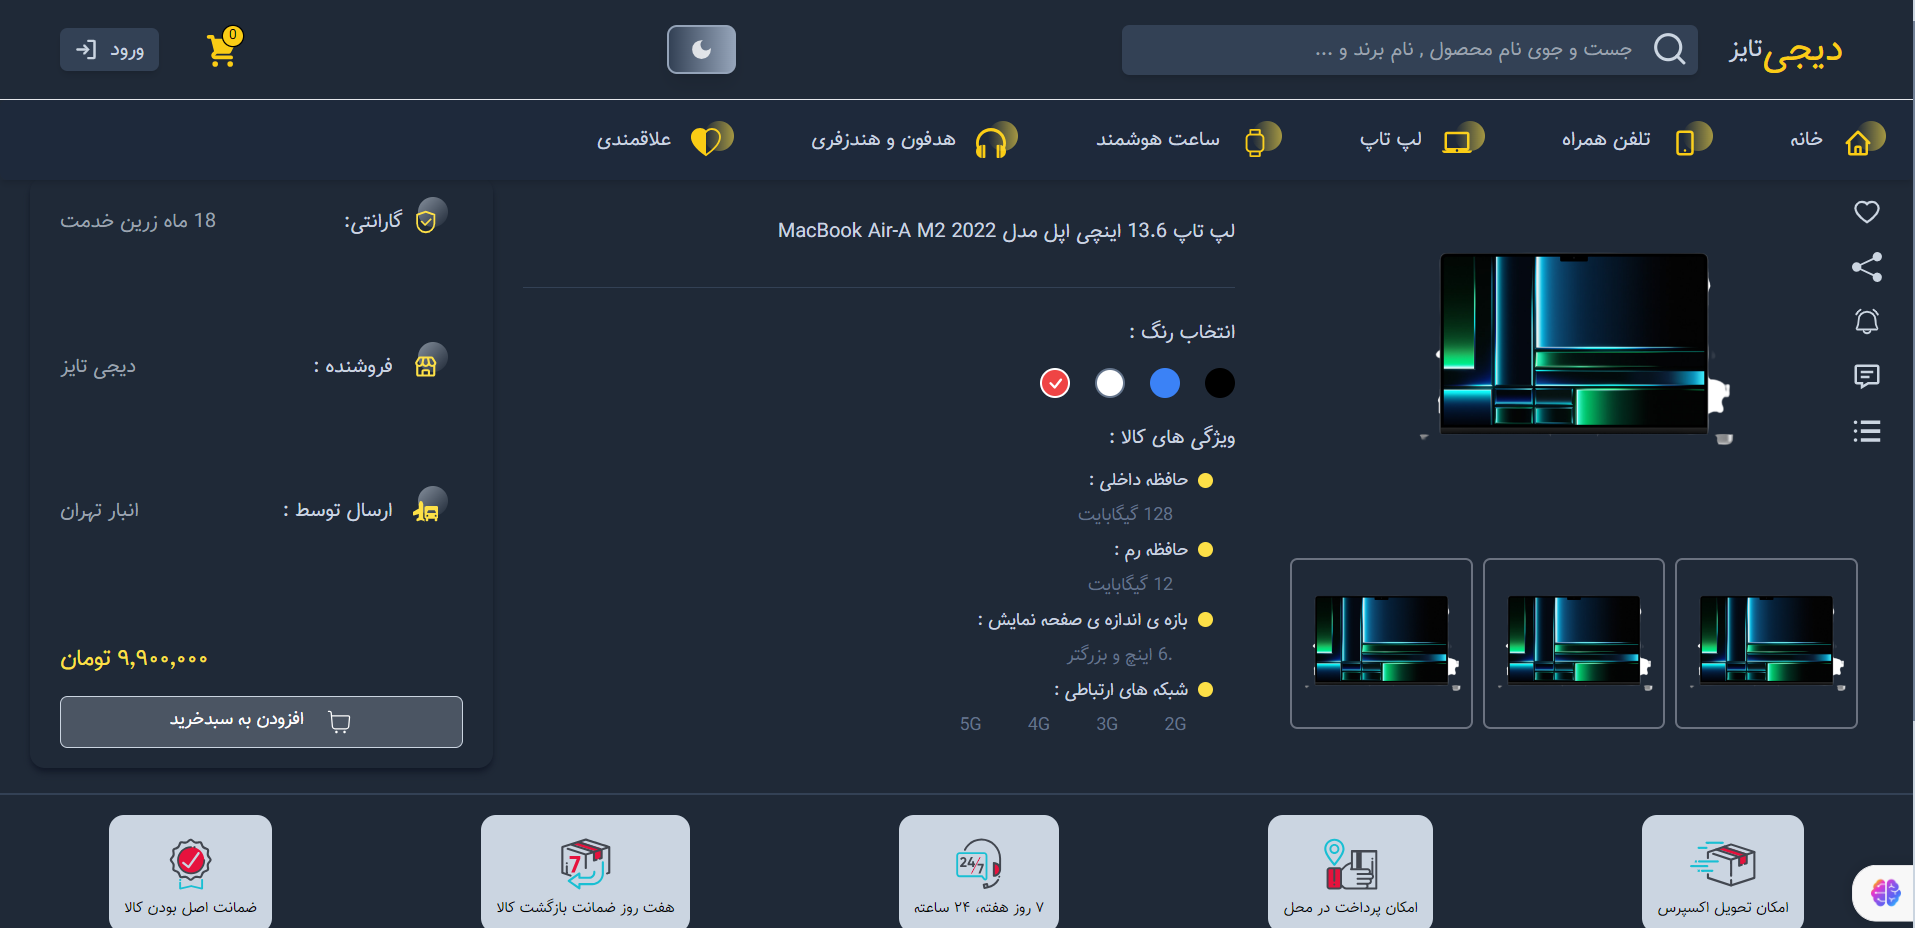 دیجی تایز
جست و جوی نام محصول , نام برند و ...
0
ورود
خانه
تلفن همراه
لپ تاپ
ساعت هوشمند
هدفون و هندزفری
علاقمندی
لپ تاپ 13.6 اینچی اپل مدل MacBook Air-A M2 2022
انتخاب رنگ :
ویژگی های کالا :
حافظه داخلی :
128 گیگابایت
حافظه رم :
12 گیگابایت
بازه ی اندازه ی صفحه نمایش :
.6 اینچ و بزرگتر
شبکه های ارتباطی :
2G 3G 4G 5G
گارانتی: 18 ماه زرین خدمت
فروشنده : دیجی تایز
ارسال توسط : انبار تهران
۹,۹۰۰,۰۰۰ تومان
افزودن به سبدخرید
امکان تحویل اکسپرس
امکان پرداخت در محل
24/7
۷ روز هفته، ۲۴ ساعته
7
هفت روز ضمانت بازگشت کالا
ضمانت اصل بودن کالا